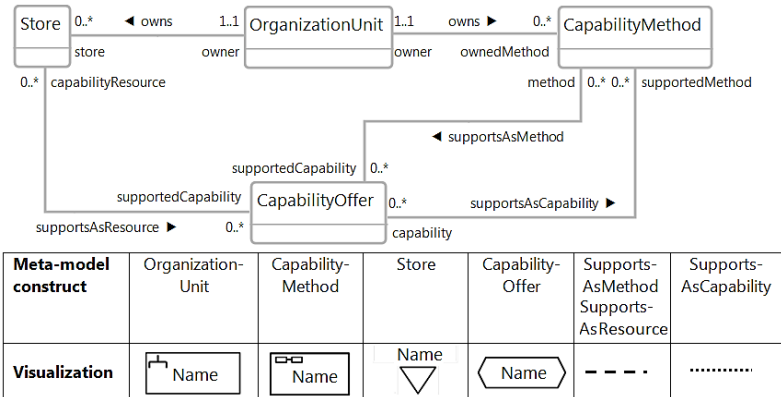 Store 0..* ◄ owns 1..1 OrganizationUnit 1..1 owns ► 0..* CapabilityMethod
store owner owner ownedMethod
0..* capabilityResource method 0..* 0..* supportedMethod
◄ supportsAsMethod
supportedCapability 0..*
supportedCapability CapabilityOffer 0..* supportsAsCapability ►
supportsAsResource ► 0..* capability
Meta-model Organization- Capability- Store Capability- Supports- Supports-
construct Unit Method Offer AsMethod AsCapability
Supports-
AsResource
Name
Visualization Name Name Name